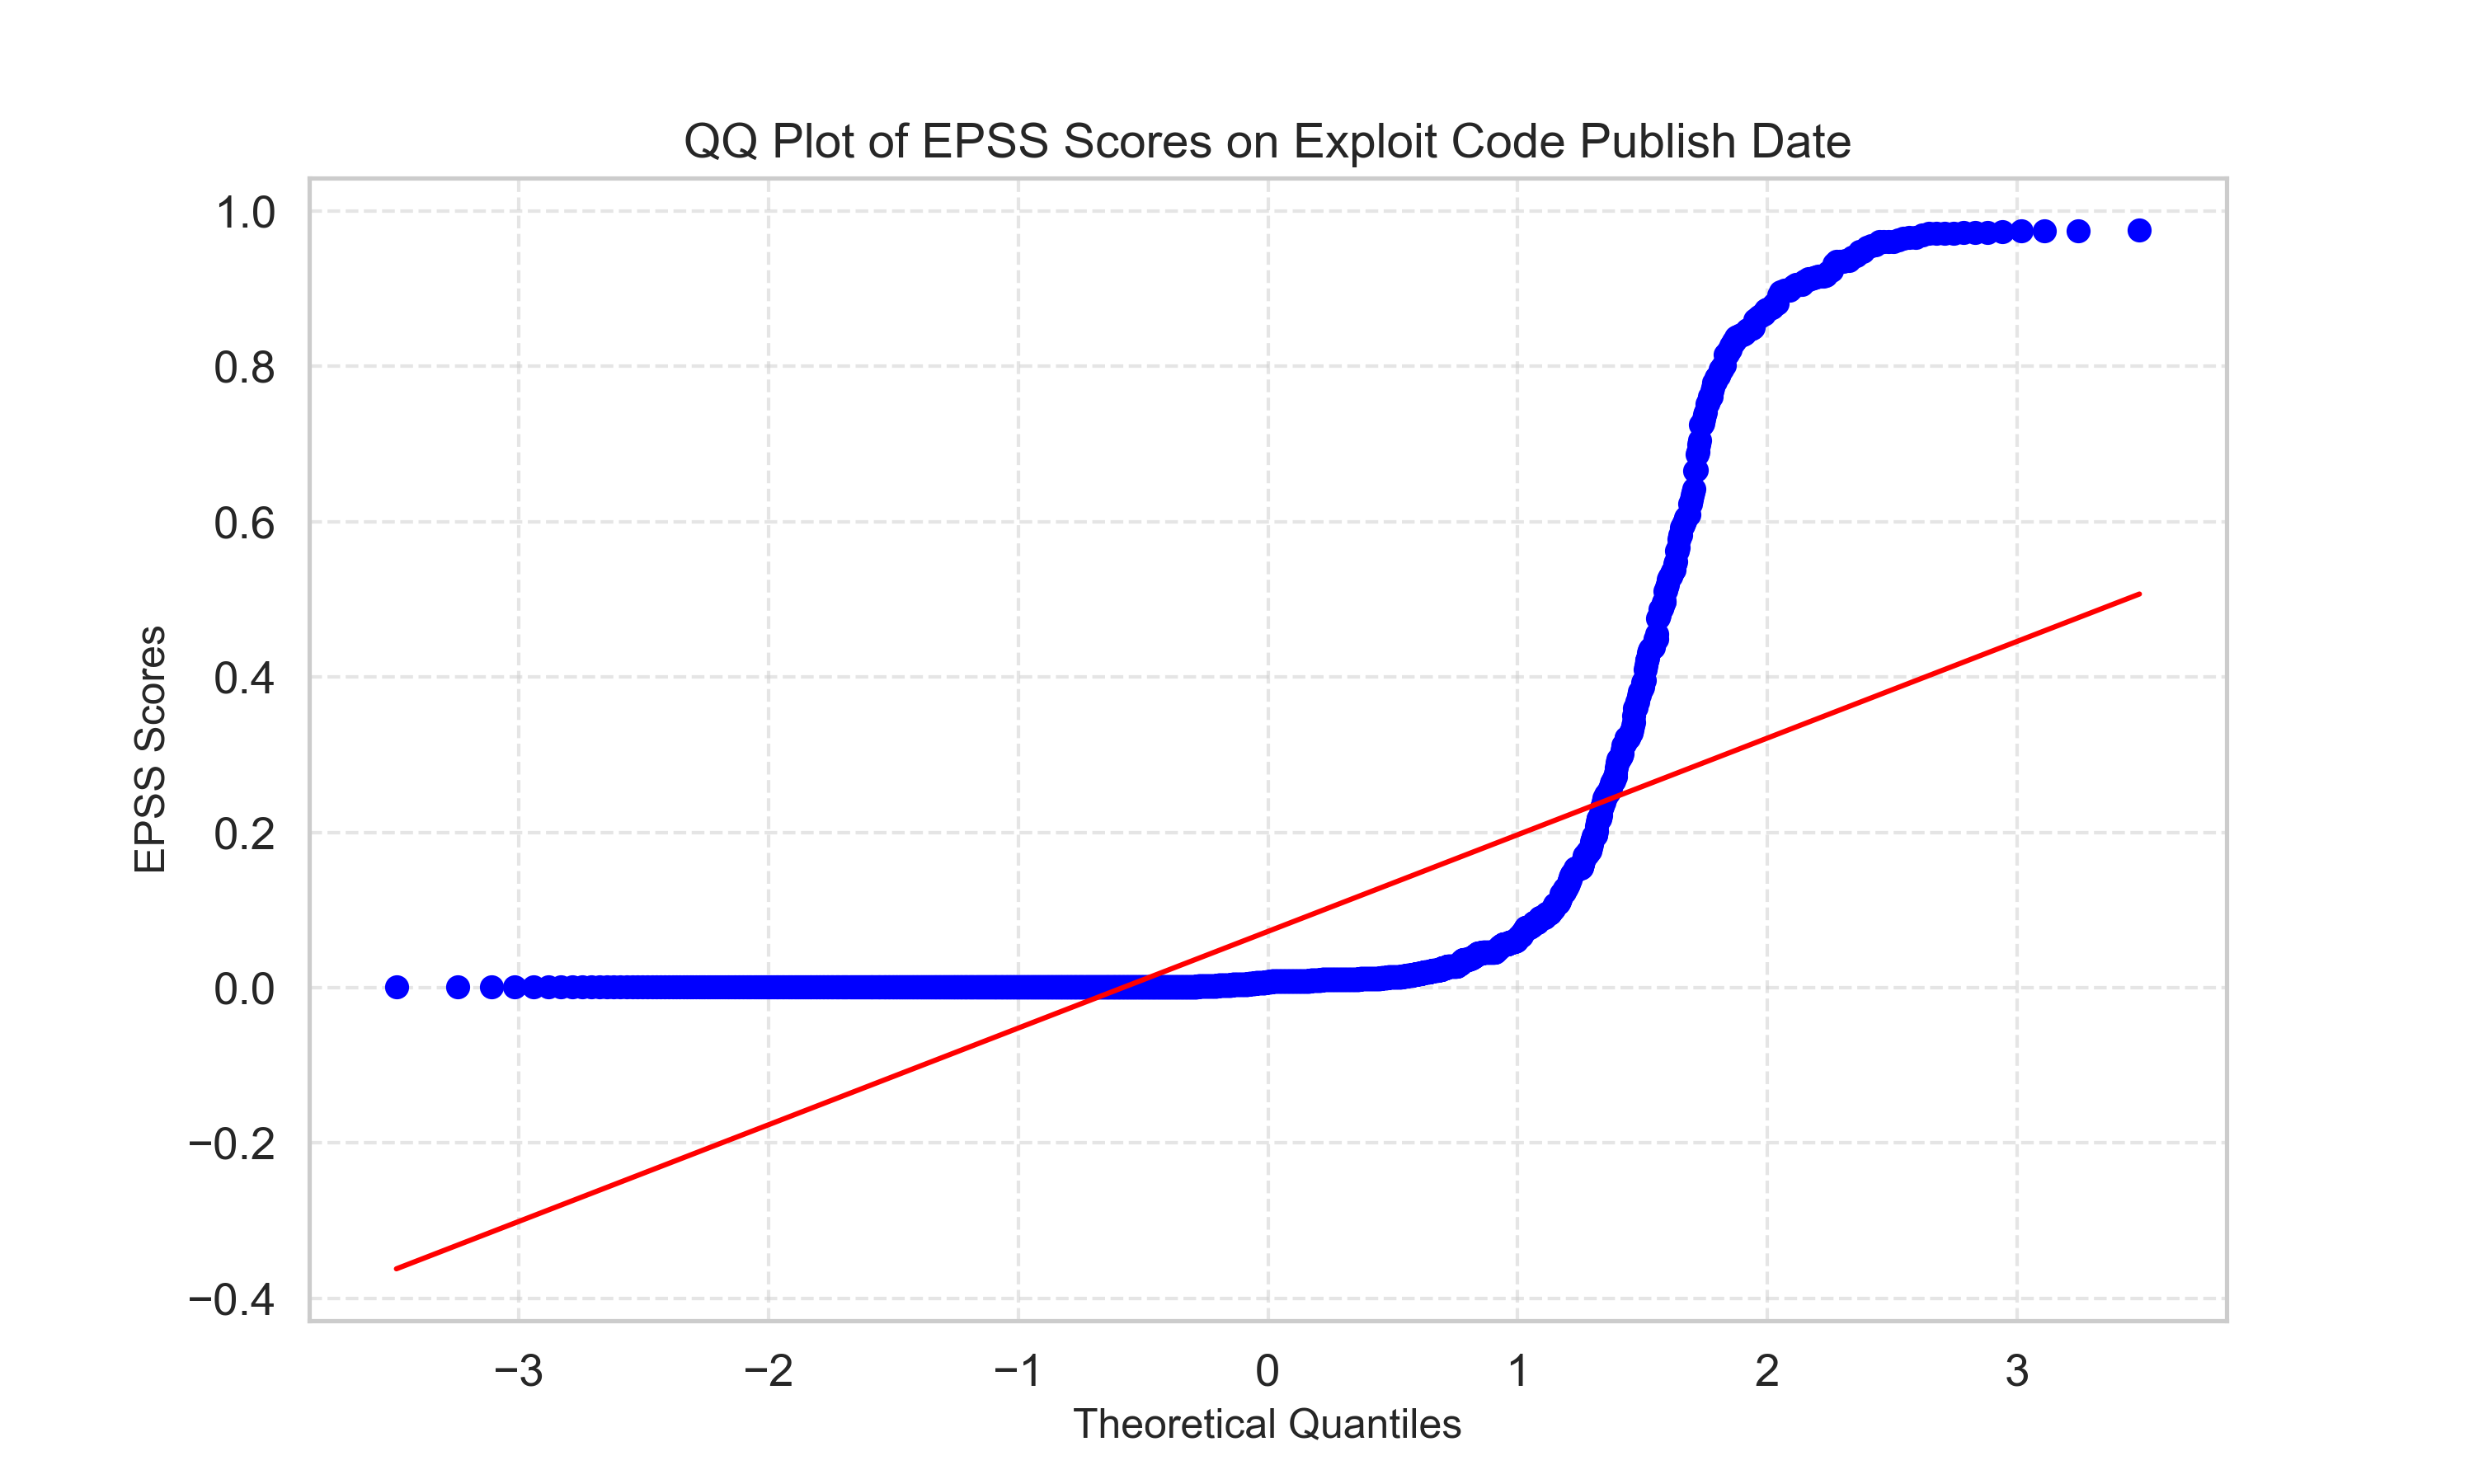 QQ Plot of EPSS Scores on Exploit Code Publish Date
1.0
0.8
0.6
0.4
0.2
0.0
−0.2
−0.4
EPSS Scores
−3 −2 −1 0 1 2 3
Theoretical Quantiles